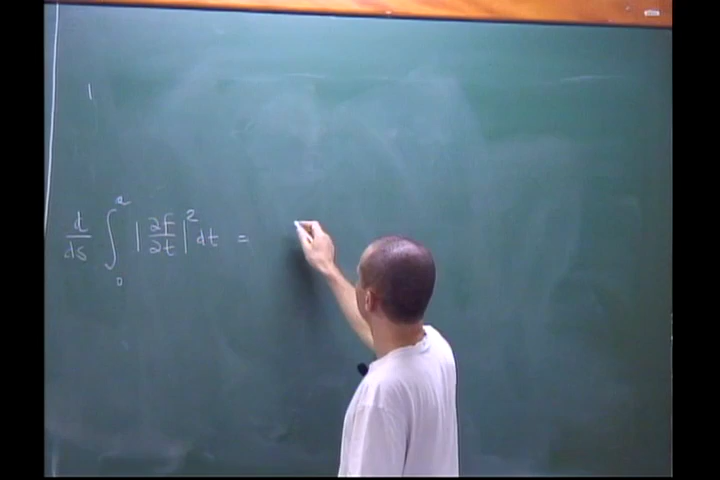 d/ds ∫₀ᵃ |∂f/∂t|² dt =